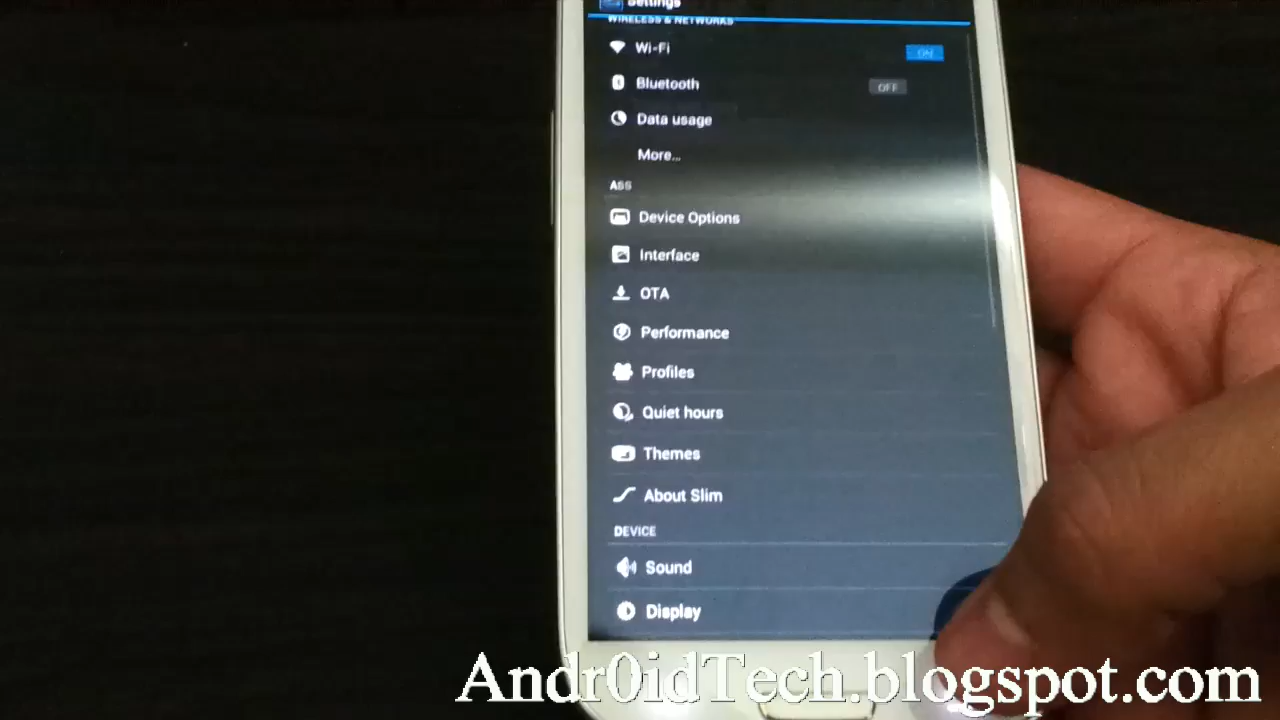 Settings
WIRELESS & NETWORKS
Wi-Fi
ON
Bluetooth
OFF
Data usage
More...
ASS
Device Options
Interface
OTA
Performance
Profiles
Quiet hours
Themes
About Slim
DEVICE
Sound
Display
Andr0idTech.blogspot.com